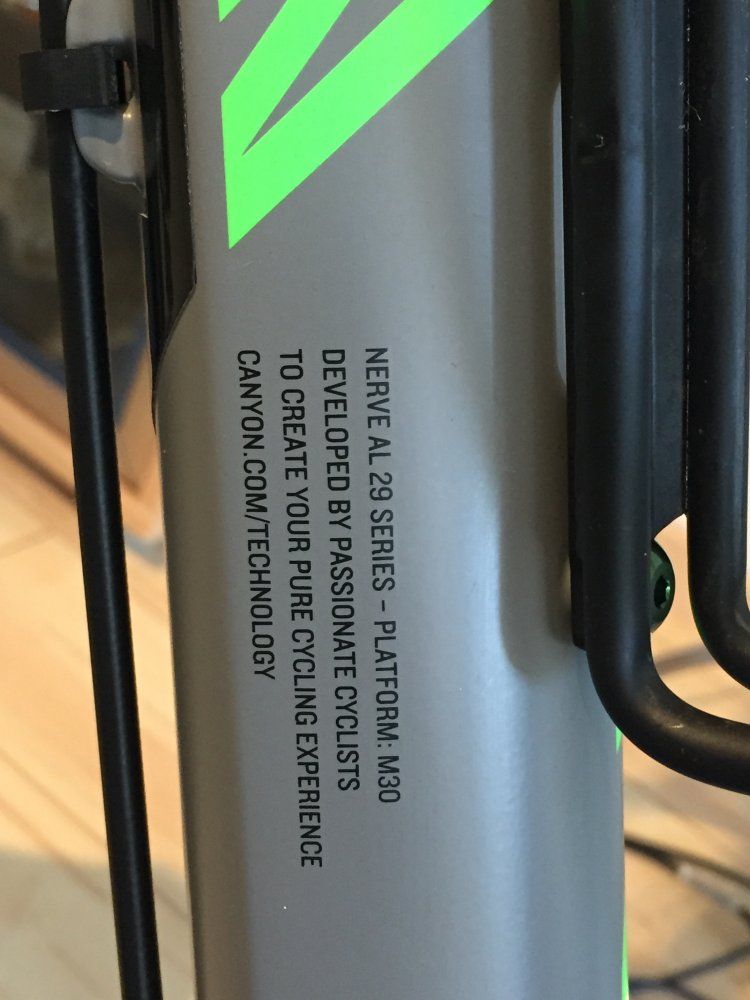 NERVE AL 29 SERIES - PLATFORM: M30
DEVELOPED BY PASSIONATE CYCLISTS
TO CREATE YOUR PURE CYCLING EXPERIENCE
CANYON.COM/TECHNOLOGY